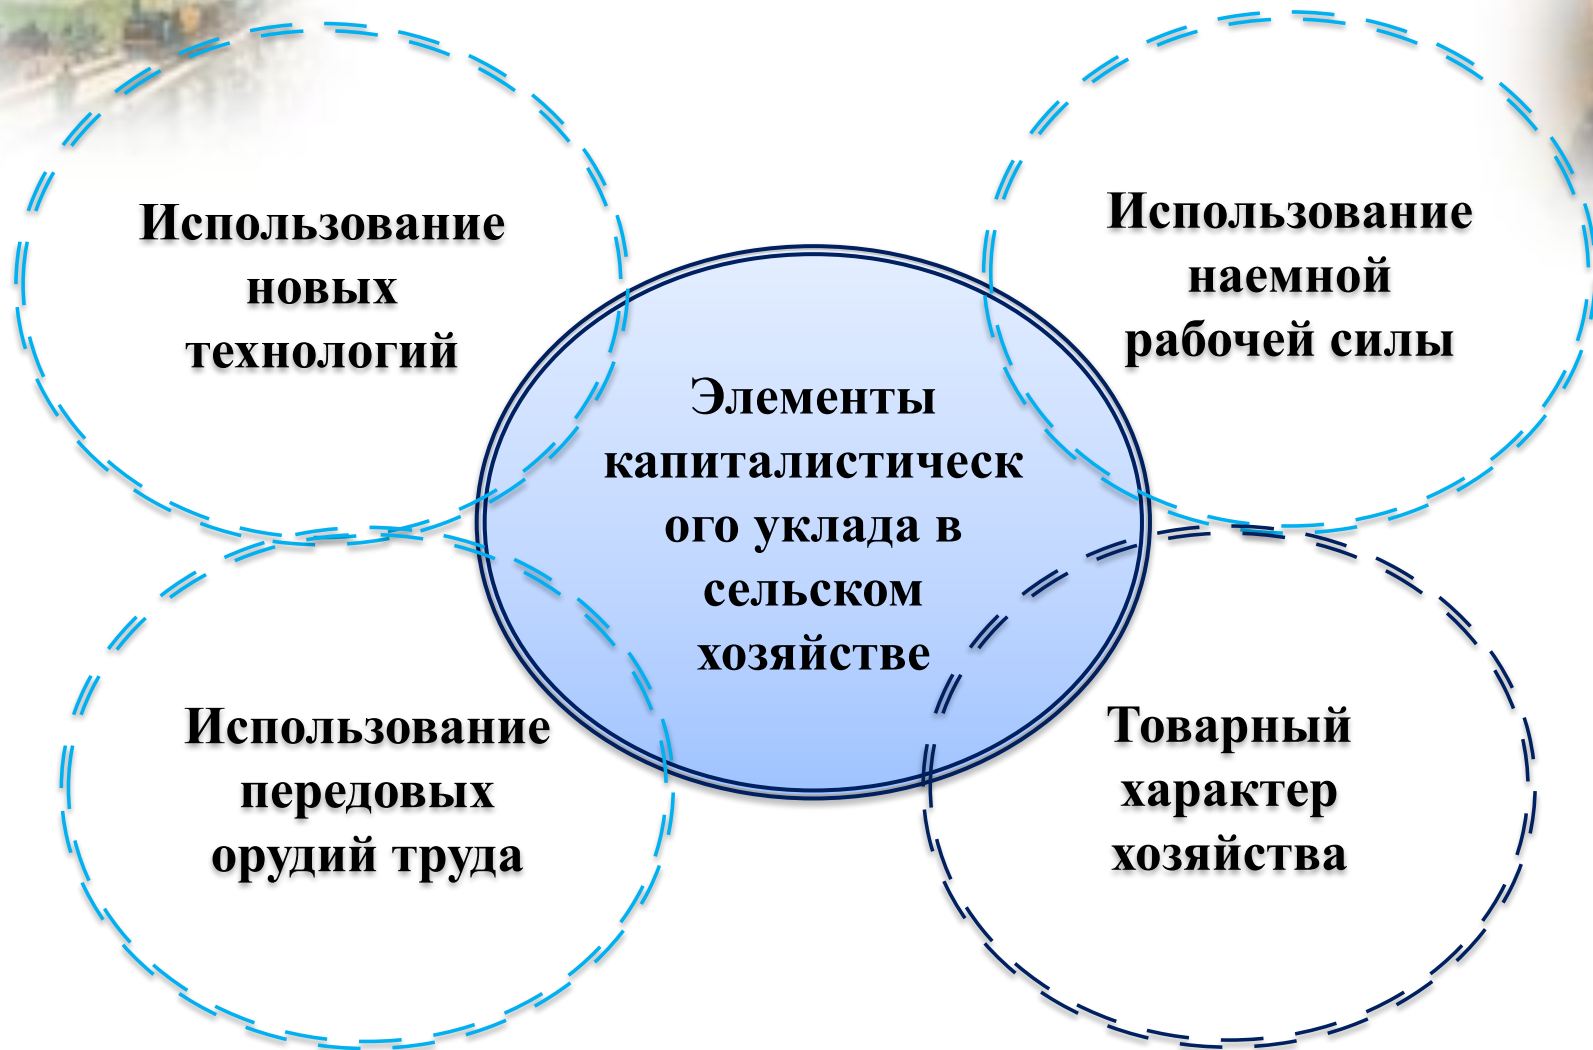 Использование
новых
технологий
Использование
наемной
рабочей силы
Элементы
капиталистическ
ого уклада в
сельском
хозяйстве
Использование
передовых
орудий труда
Товарный
характер
хозяйства